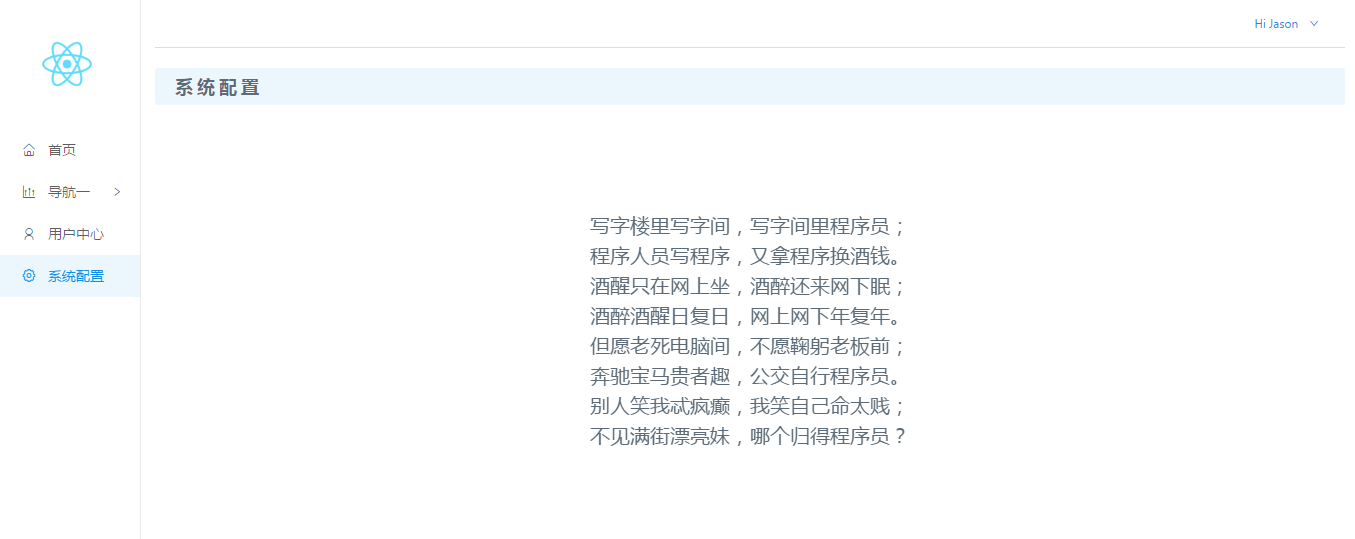 Hi Jason
系统配置
首页
导航一
用户中心
系统配置
写字楼里写字间，写字间里程序员；
程序人员写程序，又拿程序换酒钱。
酒醒只在网上坐，酒醉还来网下眠；
酒醉酒醒日复日，网上网下年复年。
但愿老死电脑间，不愿鞠躬老板前；
奔驰宝马贵者趣，公交自行程序员。
别人笑我忒疯癫，我笑自己命太贱；
不见满街漂亮妹，哪个归得程序员？